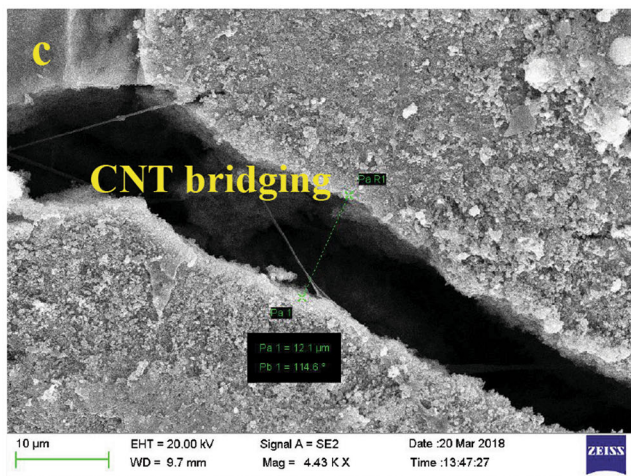 c
CNT bridging
Pa R1
Pa 1
Pa 1 = 12.1 µm
Pb 1 = 114.6 °
10 µm
EHT = 20.00 kV
Signal A = SE2
Date :20 Mar 2018
WD = 9.7 mm
Mag = 4.43 K X
Time :13:47:27
ZEISS